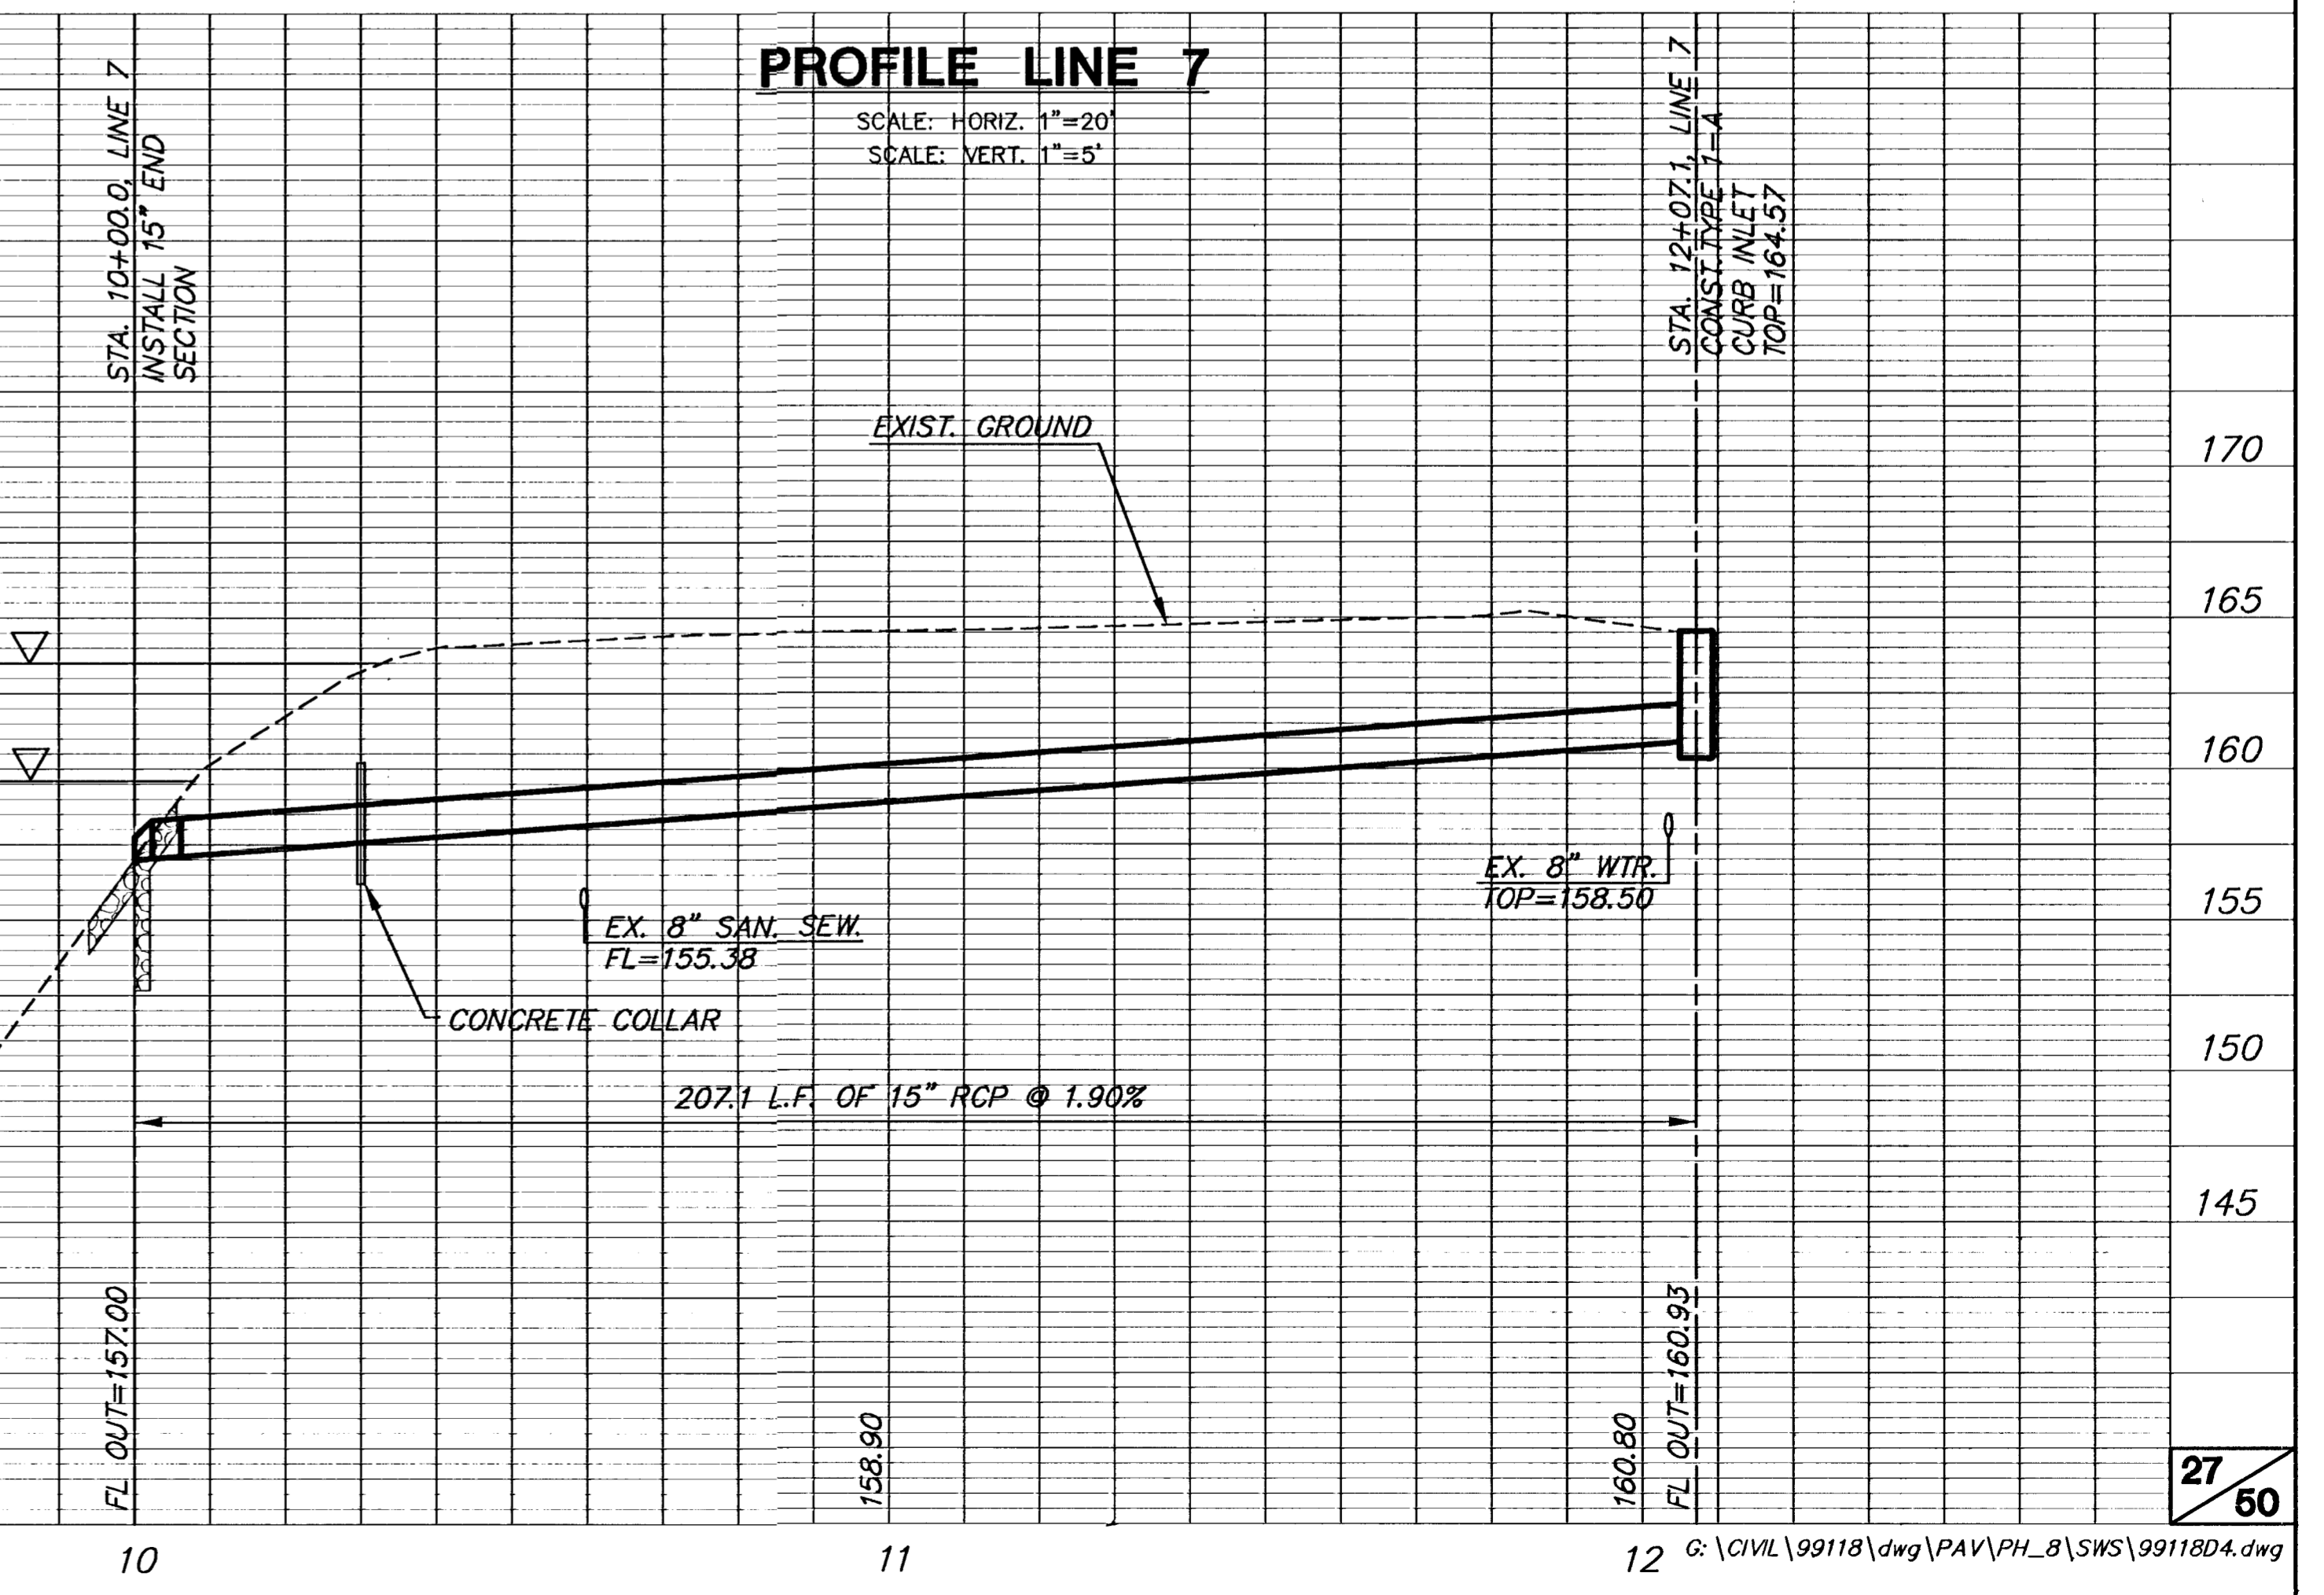 PROFILE LINE 7
SCALE: HORIZ. 1"=20'
SCALE: VERT. 1"=5'
STA. 10+00.0, LINE 7
INSTALL 15" END
SECTION
STA. 12+07.1, LINE 7
CONST. TYPE 1-A
CURB INLET
TOP=164.57
EXIST. GROUND
170
165
160
155
150
145
EX. 8" WTR.
TOP=158.50
EX. 8" SAN. SEW.
FL=155.38
CONCRETE COLLAR
207.1 L.F. OF 15" RCP @ 1.90%
FL OUT=157.00
158.90
160.80
FL OUT=160.93
27
50
10
11
12
G:\CIVIL\99118\dwg\PAV\PH_8\SWS\99118D4.dwg